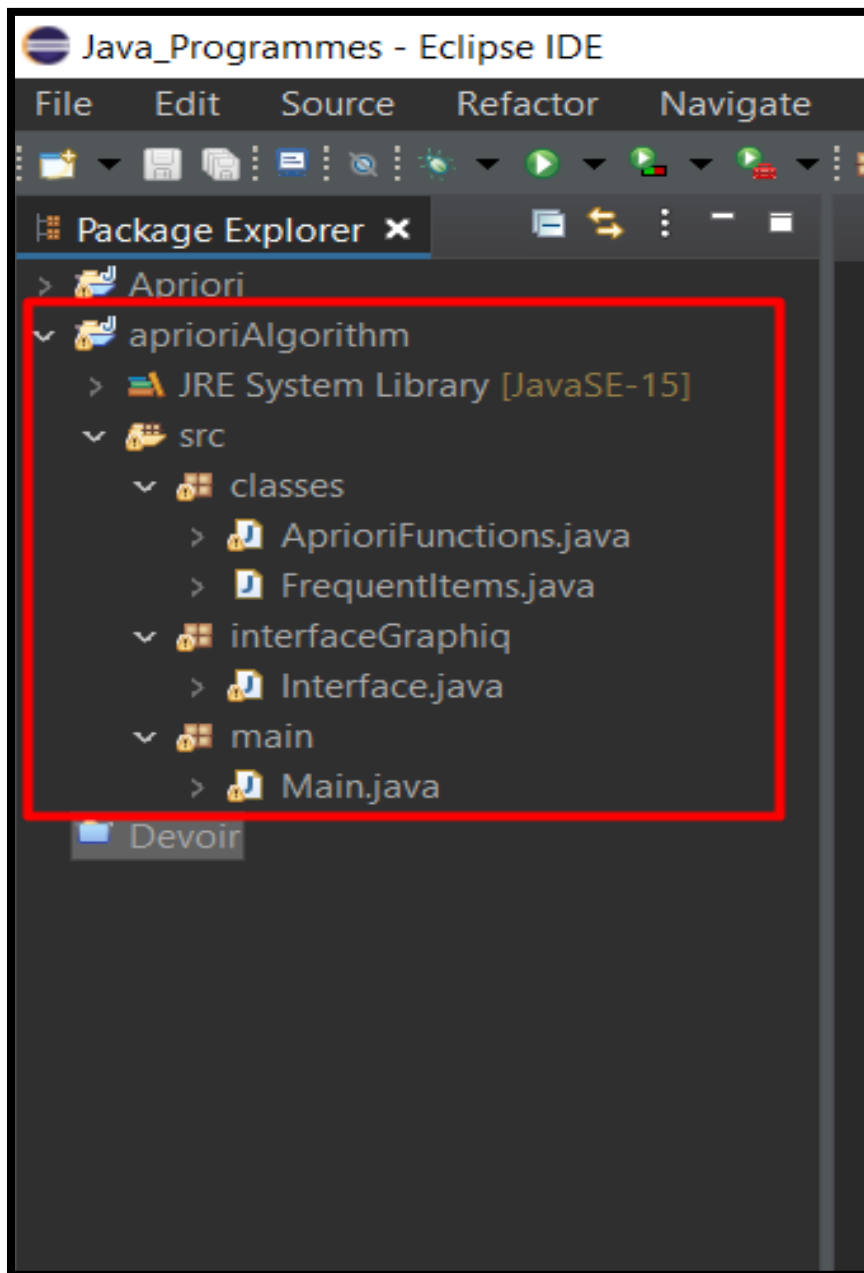 Java_Programmes - Eclipse IDE
File Edit Source Refactor Navigate
Package Explorer
Apriori
aprioriAlgorithm
JRE System Library [JavaSE-15]
src
classes
AprioriFunctions.java
FrequentItems.java
interfaceGraphiq
Interface.java
main
Main.java
Devoir